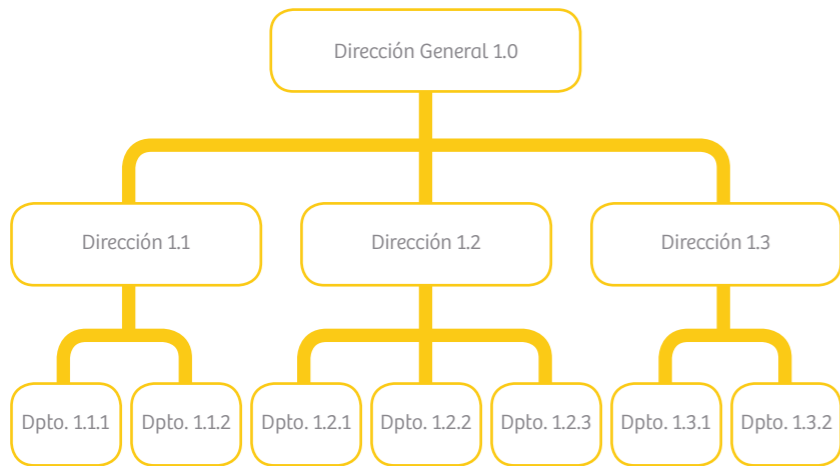 Dirección General 1.0
Dirección 1.1
Dirección 1.2
Dirección 1.3
Dpto. 1.1.1
Dpto. 1.1.2
Dpto. 1.2.1
Dpto. 1.2.2
Dpto. 1.2.3
Dpto. 1.3.1
Dpto. 1.3.2